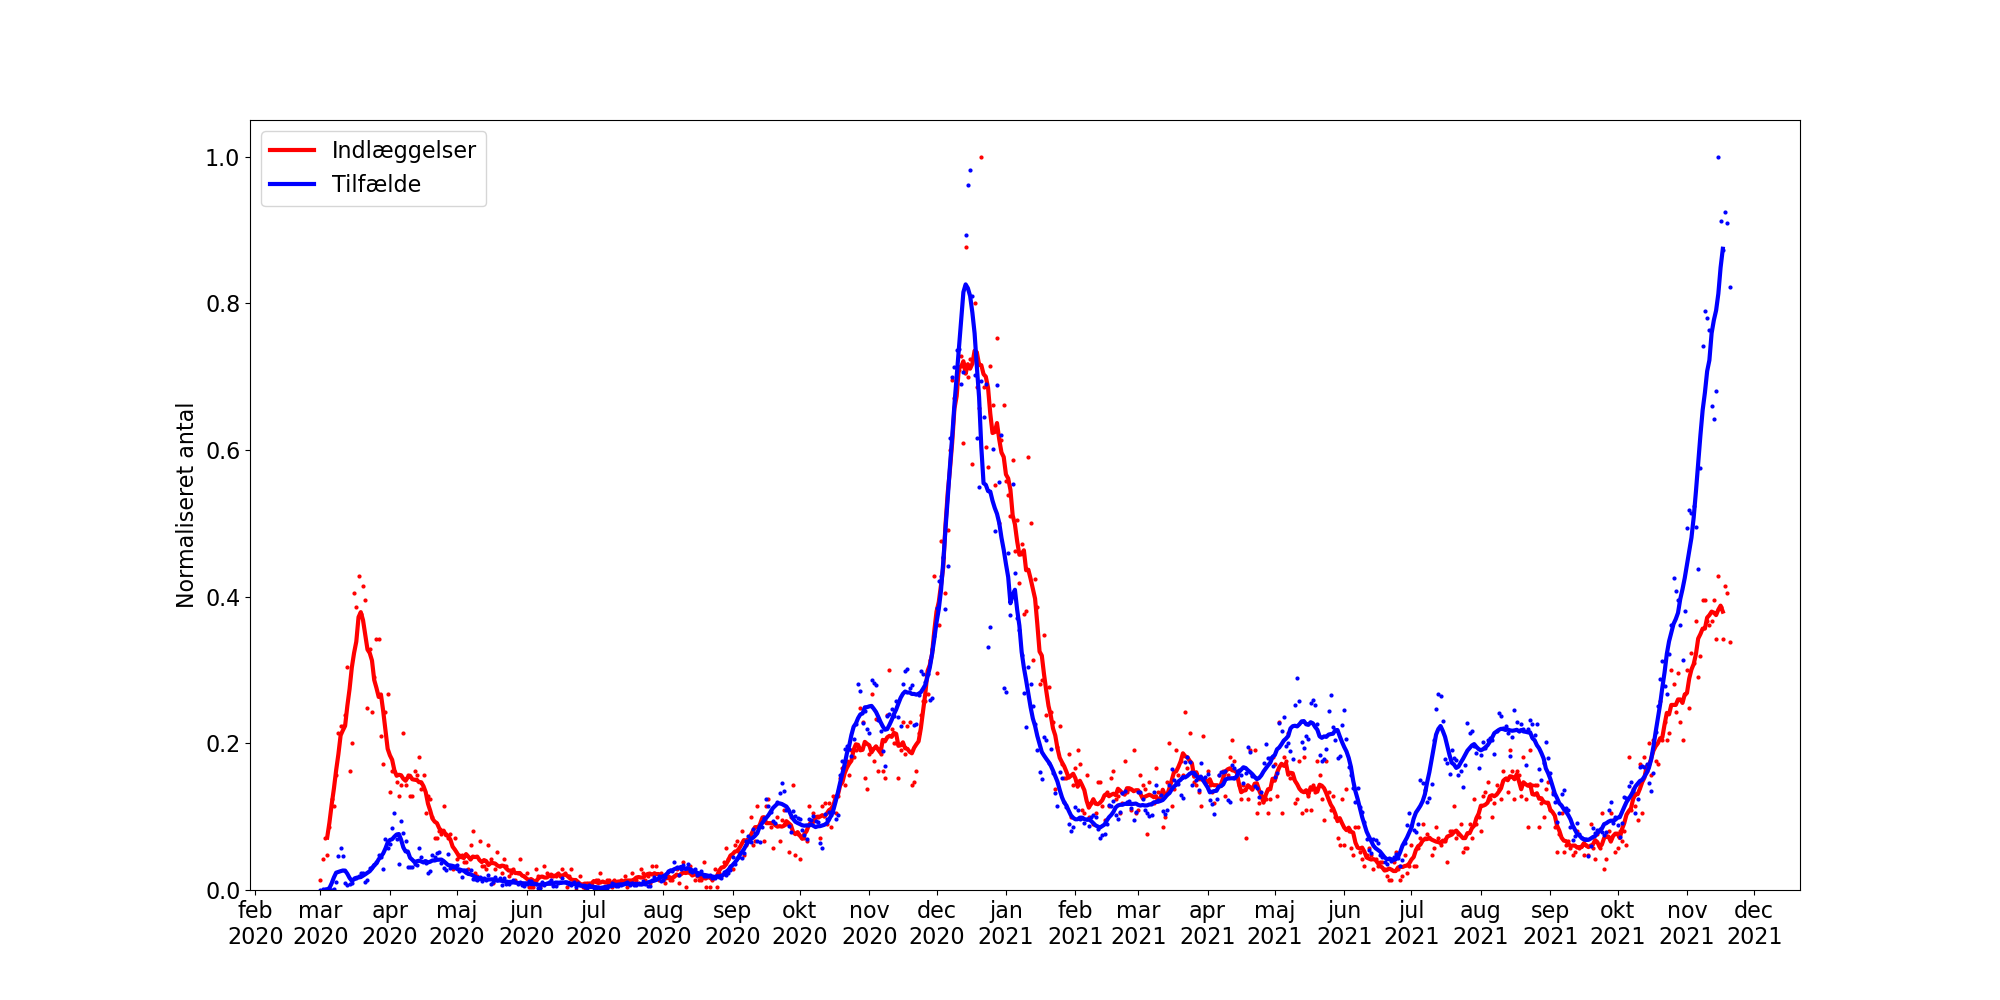 Indlæggelser
Tilfælde
Normaliseret antal
1.0
0.8
0.6
0.4
0.2
0.0
feb mar apr maj jun jul aug sep okt nov dec jan feb mar apr maj jun jul aug sep okt nov dec
2020 2020 2020 2020 2020 2020 2020 2020 2020 2020 2020 2021 2021 2021 2021 2021 2021 2021 2021 2021 2021 2021 2021